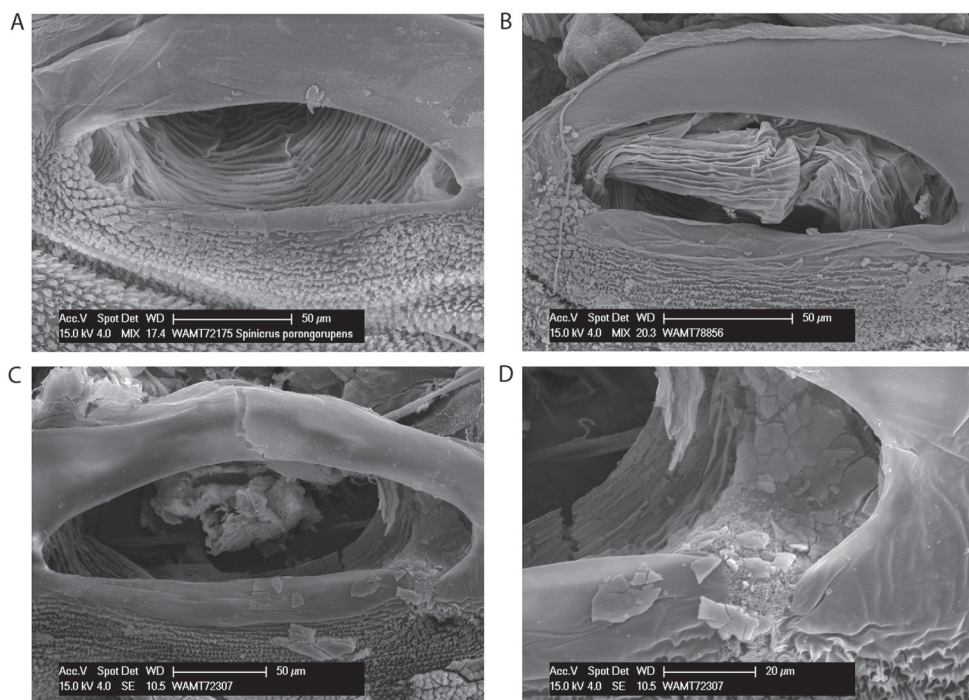 A
Acc.V Spot Det WD 50 µm
15.0 kV 4.0 MIX 17.4 WAMT72175 Spinicrus porongorupens
B
Acc.V Spot Det WD 50 µm
15.0 kV 4.0 MIX 20.3 WAMT78856
C
Acc.V Spot Det WD 50 µm
15.0 kV 4.0 SE 10.5 WAMT72307
D
Acc.V Spot Det WD 20 µm
15.0 kV 4.0 SE 10.5 WAMT72307